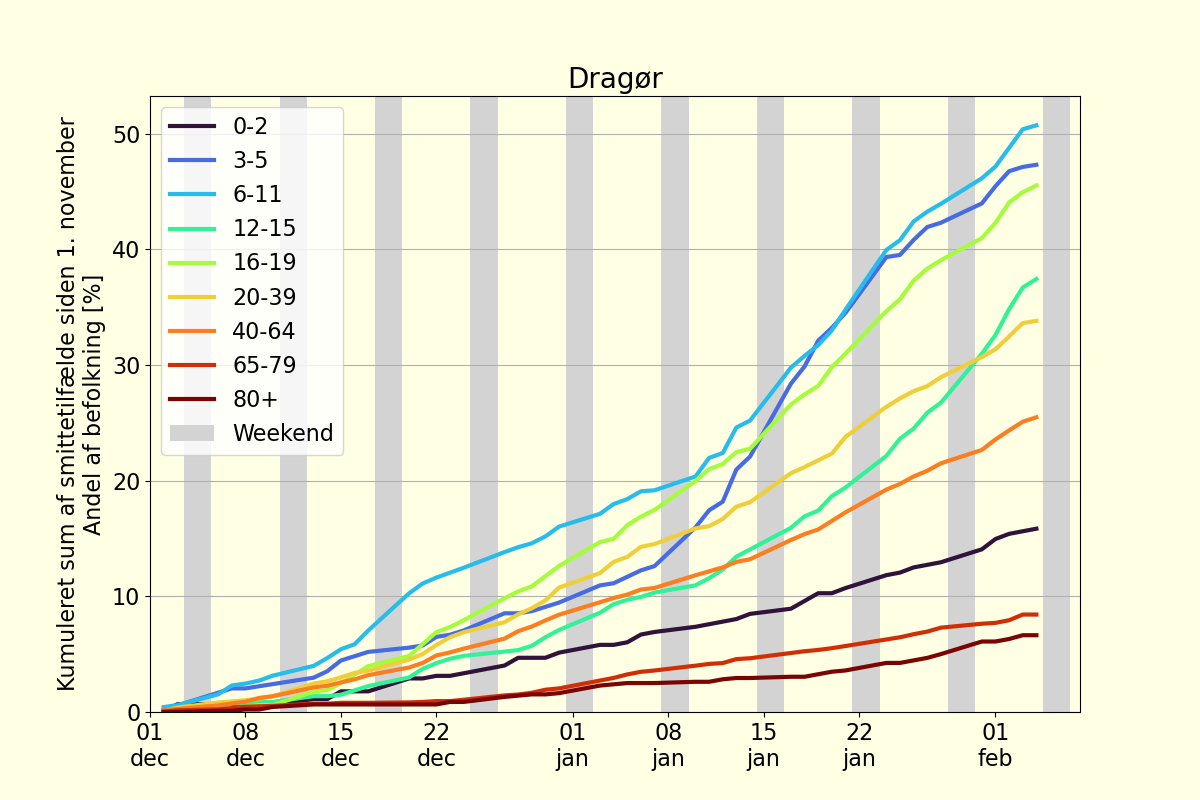 Dragør
Kumuleret sum af smittetilfælde siden 1. november
Andel af befolkning [%]
50
40
30
20
10
0
0-2
3-5
6-11
12-15
16-19
20-39
40-64
65-79
80+
Weekend
01 08 15 22 01 08 15 22 01
dec dec dec dec jan jan jan jan feb